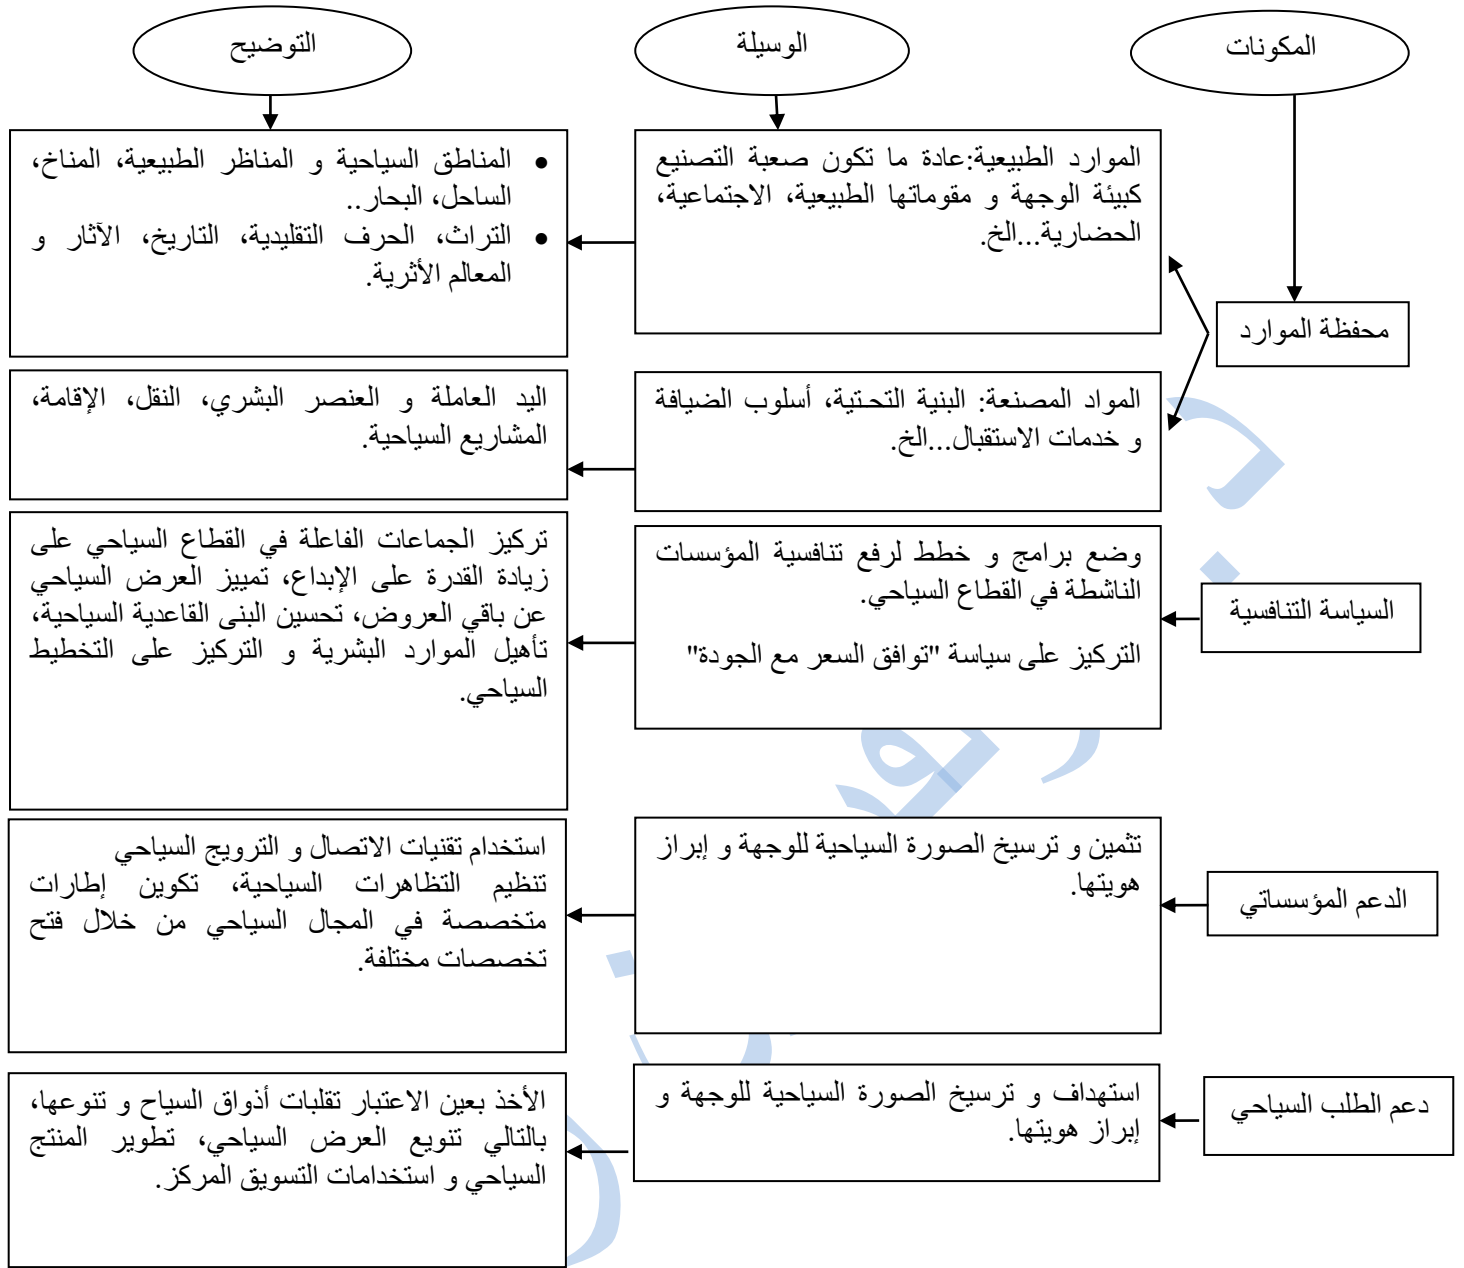 المكونات
الوسيلة
التوضيح
محفظة الموارد
الموارد الطبيعية:عادة ما تكون صعبة التصنيع
كبيئة الوجهة و مقوماتها الطبيعية، الاجتماعية،
الحضارية...الخ.
• المناطق السياحية و المناظر الطبيعية، المناخ،
الساحل، البحار..
• التراث، الحرف التقليدية، التاريخ، الآثار و
المعالم الأثرية.
المواد المصنعة: البنية التحتية، أسلوب الضيافة
و خدمات الاستقبال...الخ.
اليد العاملة و العنصر البشري، النقل، الإقامة،
المشاريع السياحية.
السياسة التنافسية
وضع برامج و خطط لرفع تنافسية المؤسسات
الناشطة في القطاع السياحي.
التركيز على سياسة "توافق السعر مع الجودة"
تركيز الجماعات الفاعلة في القطاع السياحي على
زيادة القدرة على الإبداع، تمييز العرض السياحي
عن باقي العروض، تحسين البنى القاعدية السياحية،
تأهيل الموارد البشرية و التركيز على التخطيط
السياحي.
الدعم المؤسساتي
تثمين و ترسيخ الصورة السياحية للوجهة و إبراز
هويتها.
استخدام تقنيات الاتصال و الترويج السياحي
تنظيم التظاهرات السياحية، تكوين إطارات
متخصصة في المجال السياحي من خلال فتح
تخصصات مختلفة.
دعم الطلب السياحي
استهداف و ترسيخ الصورة السياحية للوجهة و
إبراز هويتها.
الأخذ بعين الاعتبار تقلبات أذواق السياح و تنوعها،
بالتالي تنويع العرض السياحي، تطوير المنتج
السياحي و استخدامات التسويق المركز.